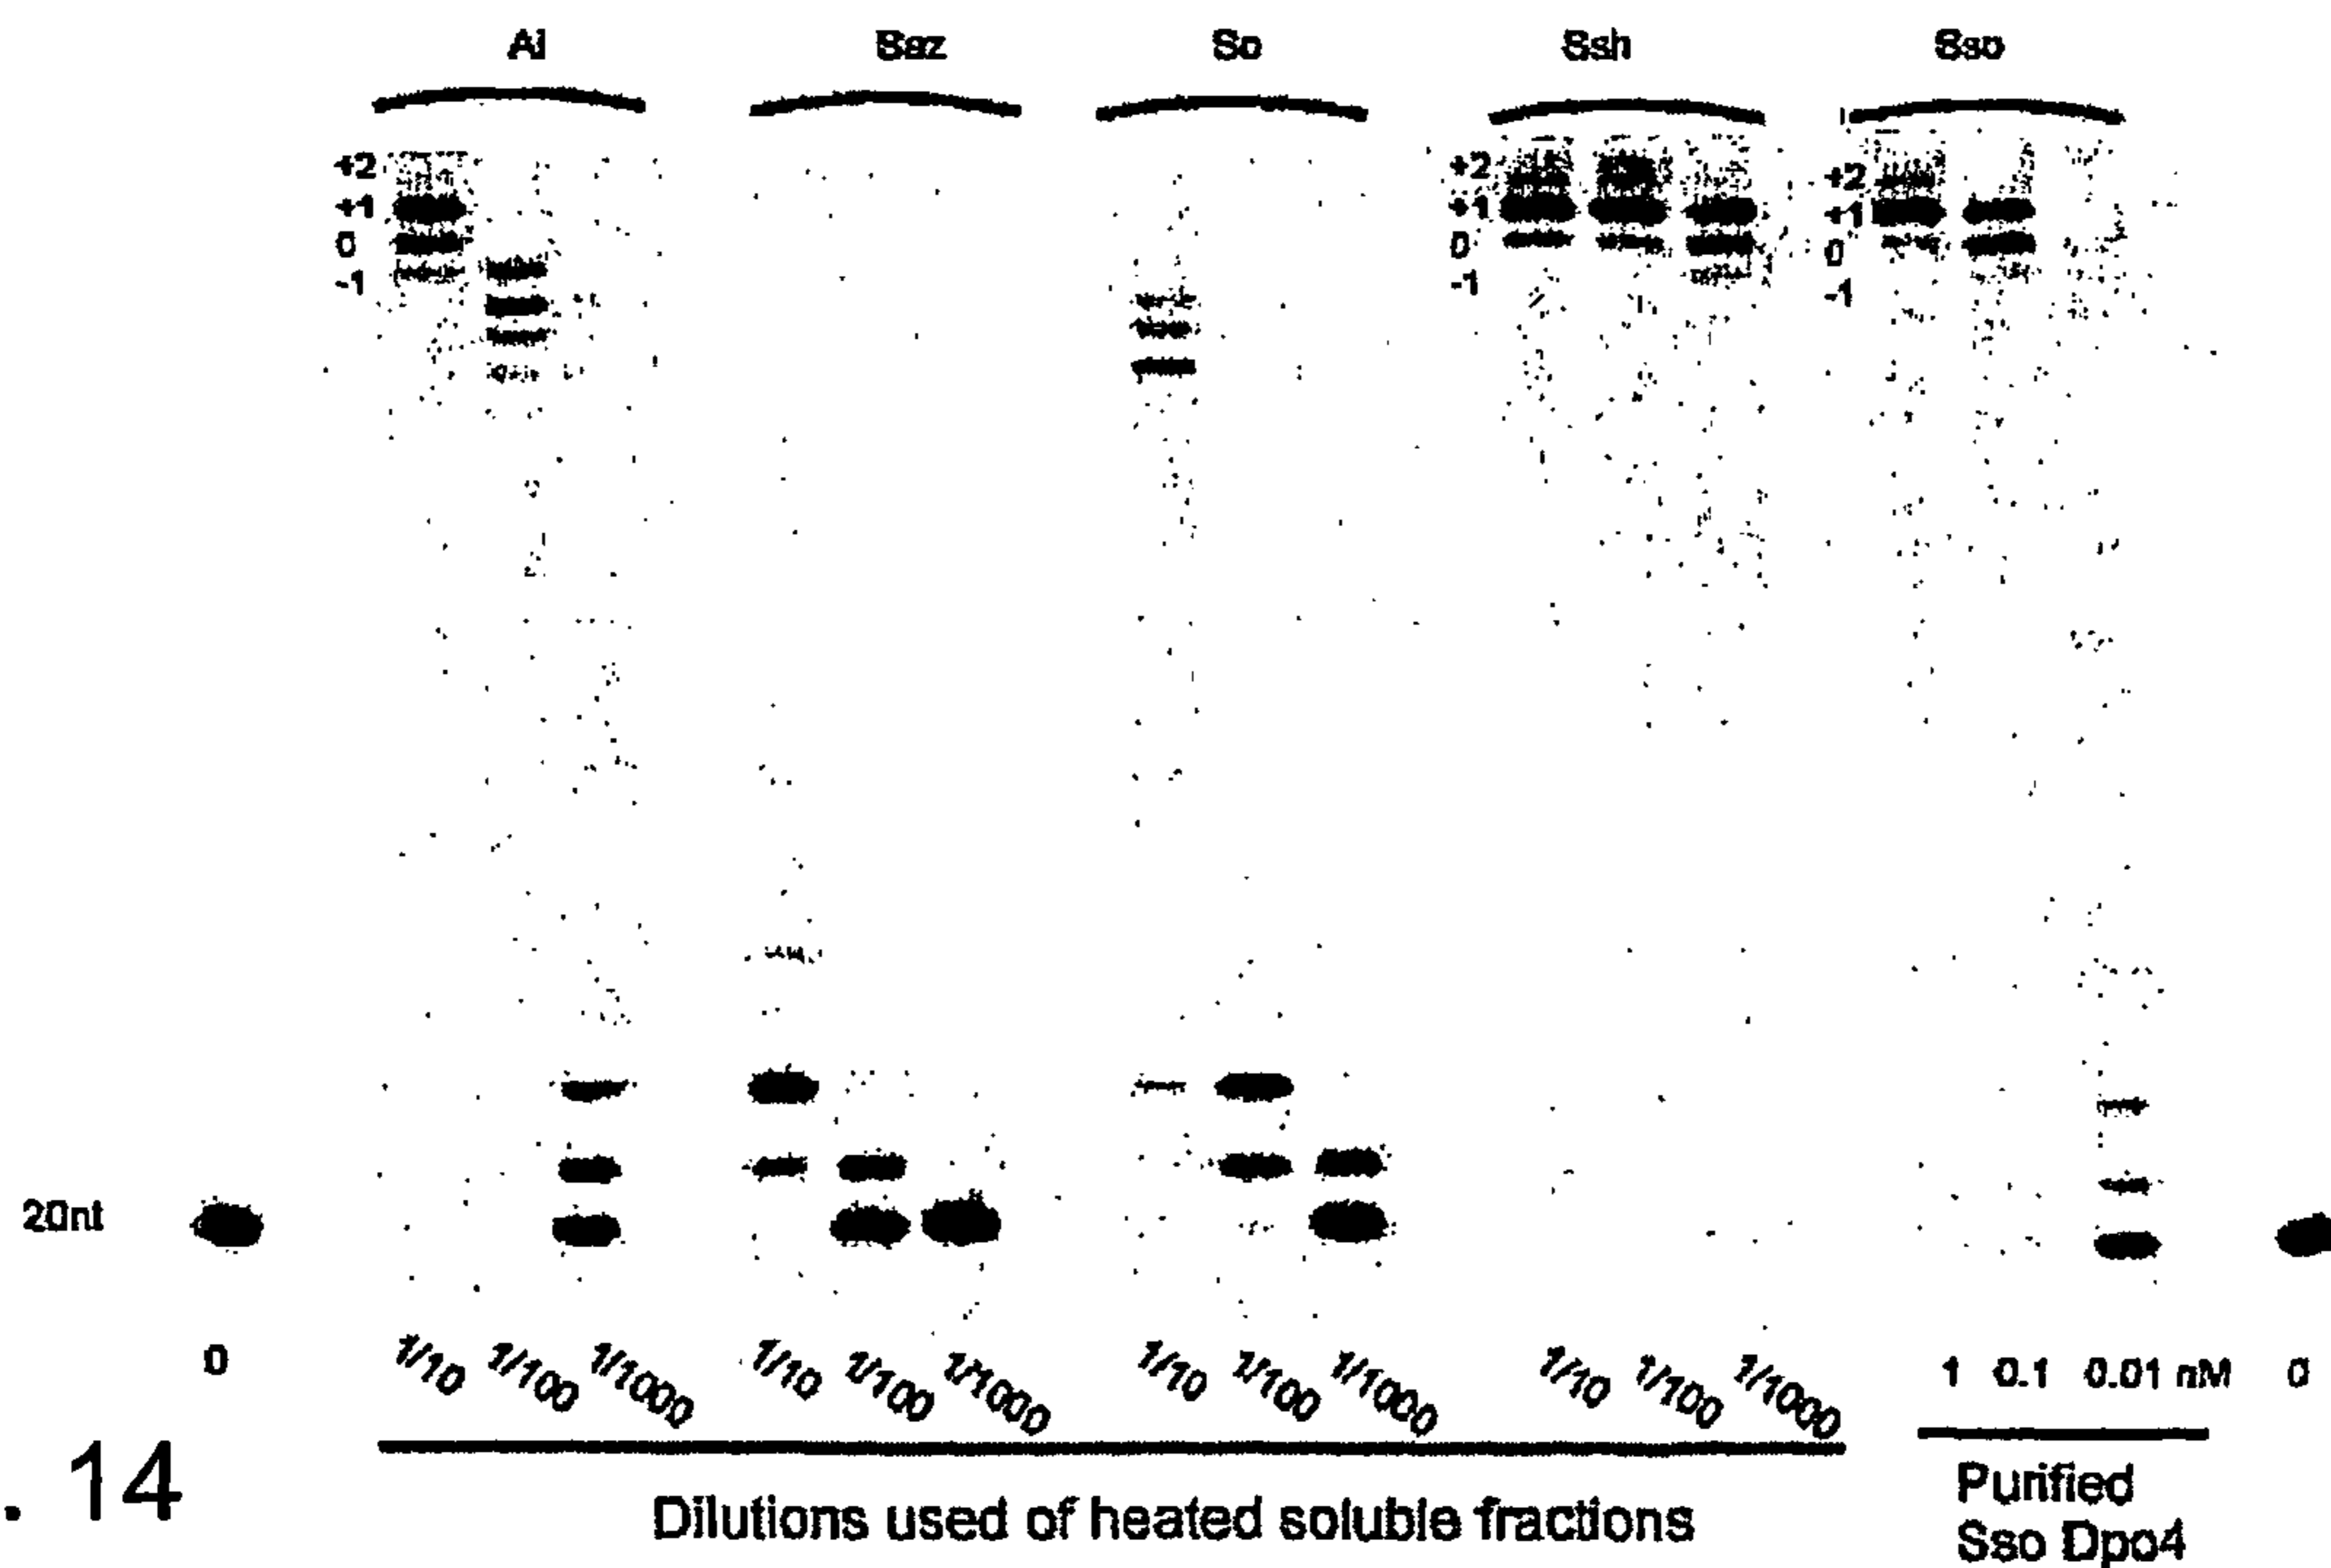 Al Saz So Ssh Sso
+2 +2 +2
+1 +1 +1
0 0 0
-1 -1 -1
20nt
0 1/10 1/100 1/1000 1/10 1/100 1/1000 1/10 1/100 1/1000 1/10 1/100 1/1000 1 0.1 0.01 nM 0
Dilutions used of heated soluble fractions
Purified
Sso Dpo4
. 14